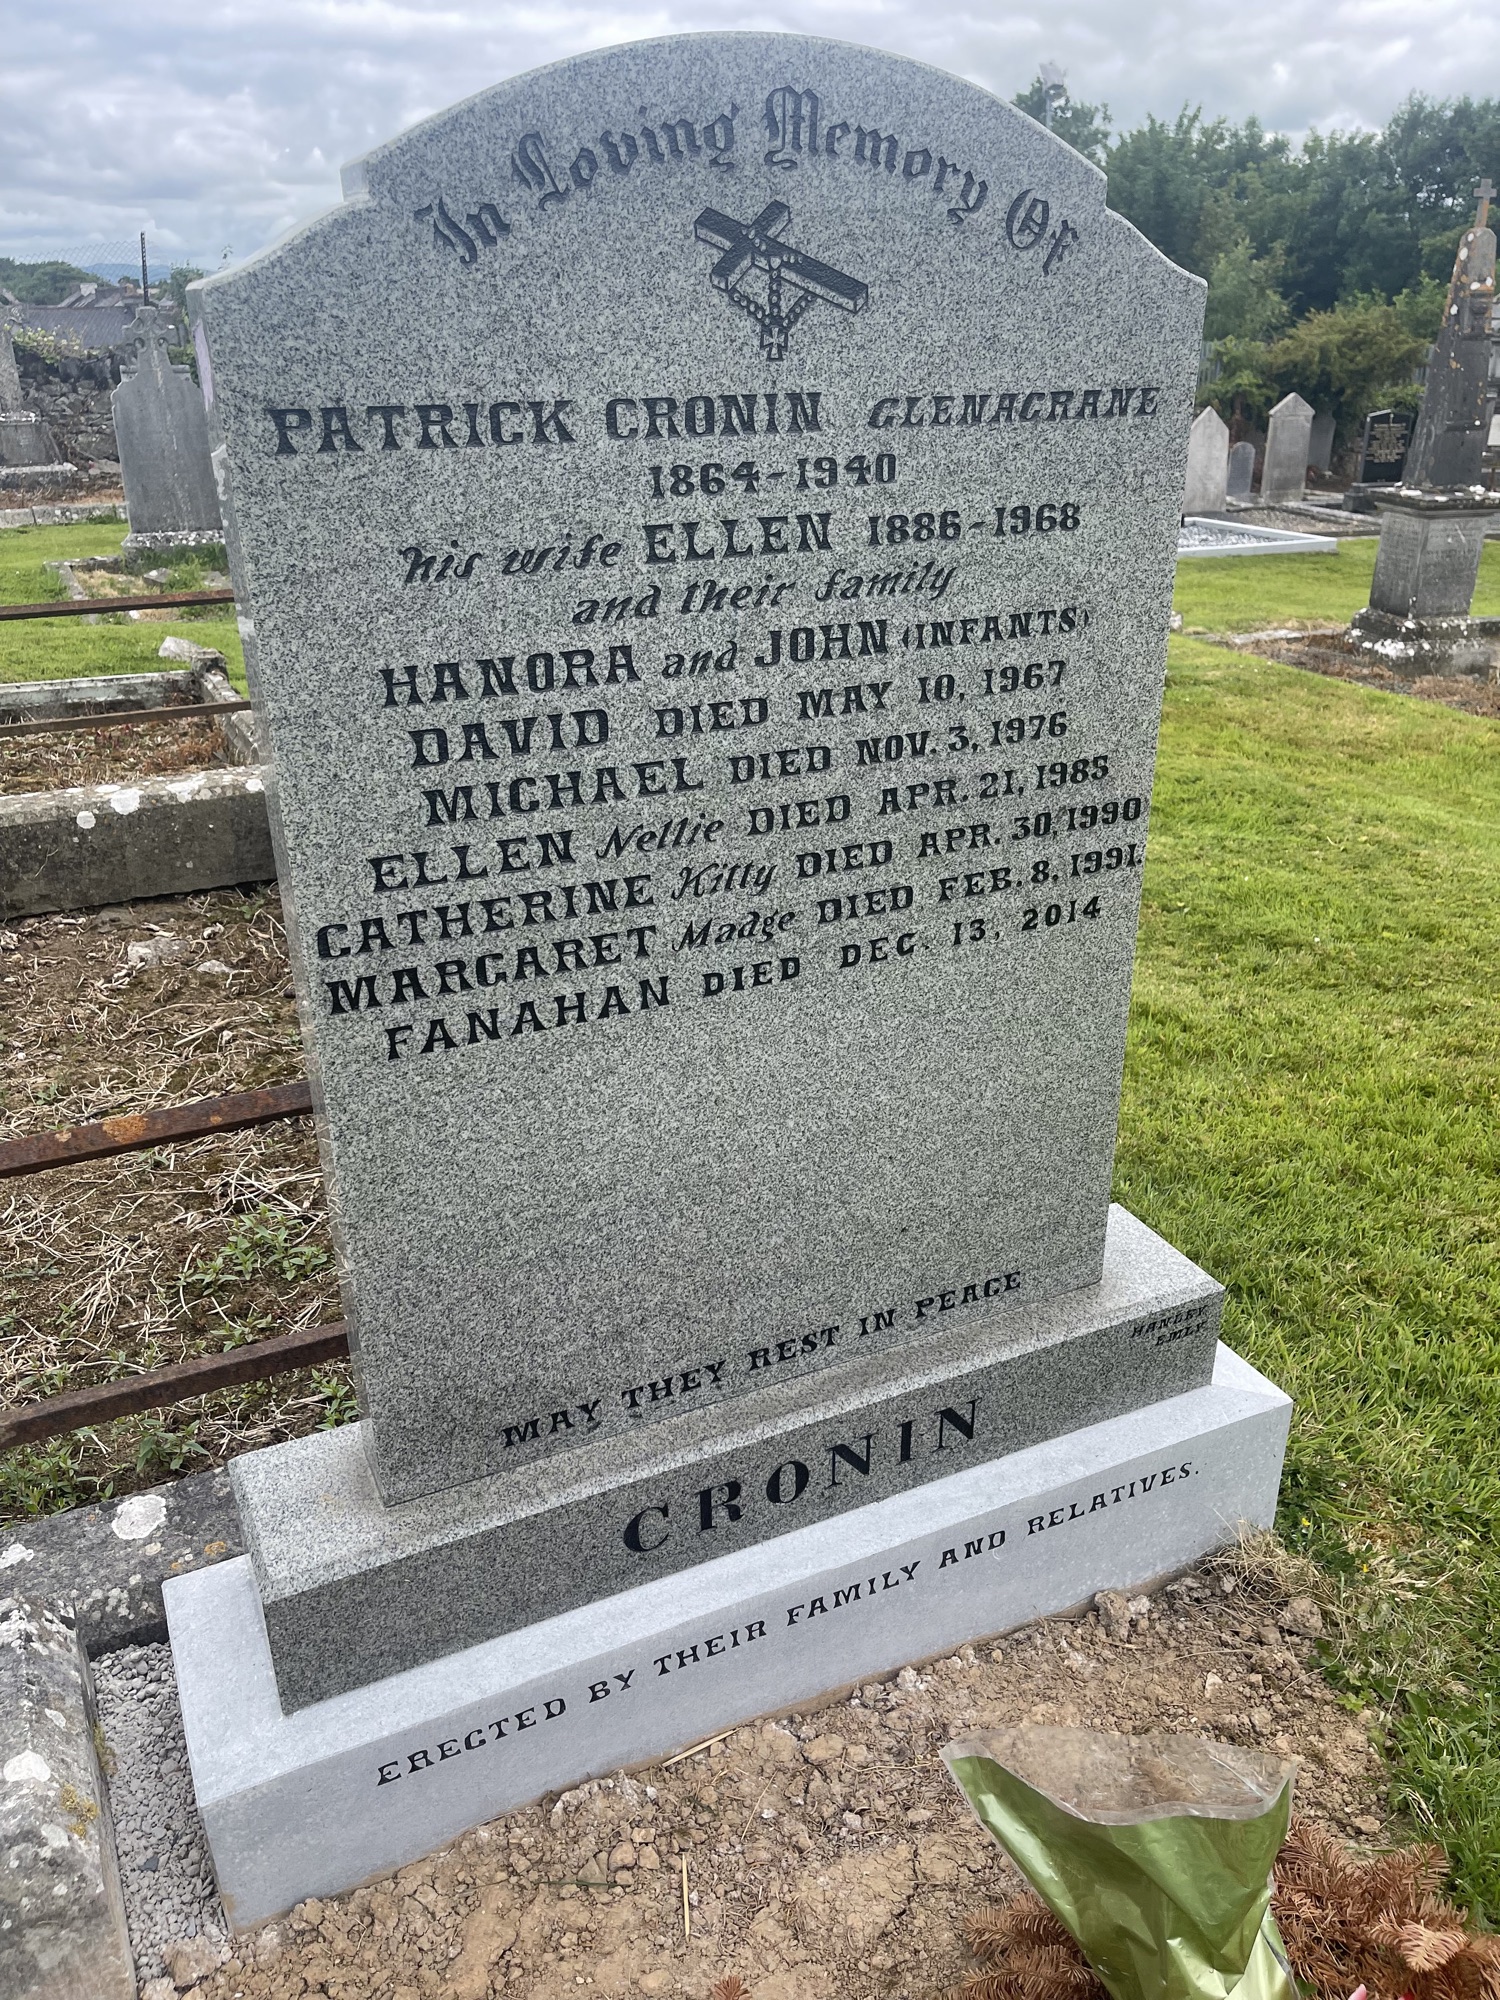 In Loving Memory Of
PATRICK CRONIN GLENACRANE
1864-1940
his wife ELLEN 1886-1968
and their family
HANORA and JOHN (INFANTS)
DAVID DIED MAY 10, 1967
MICHAEL DIED NOV. 3, 1976
ELLEN Nellie DIED APR. 21, 1985
CATHERINE Kitty DIED APR. 30, 1990
MARGARET Madge DIED FEB. 8, 1991.
FANAHAN DIED DEC. 13, 2014
MAY THEY REST IN PEACE
HANLEY
EMLY
CRONIN
ERECTED BY THEIR FAMILY AND RELATIVES.